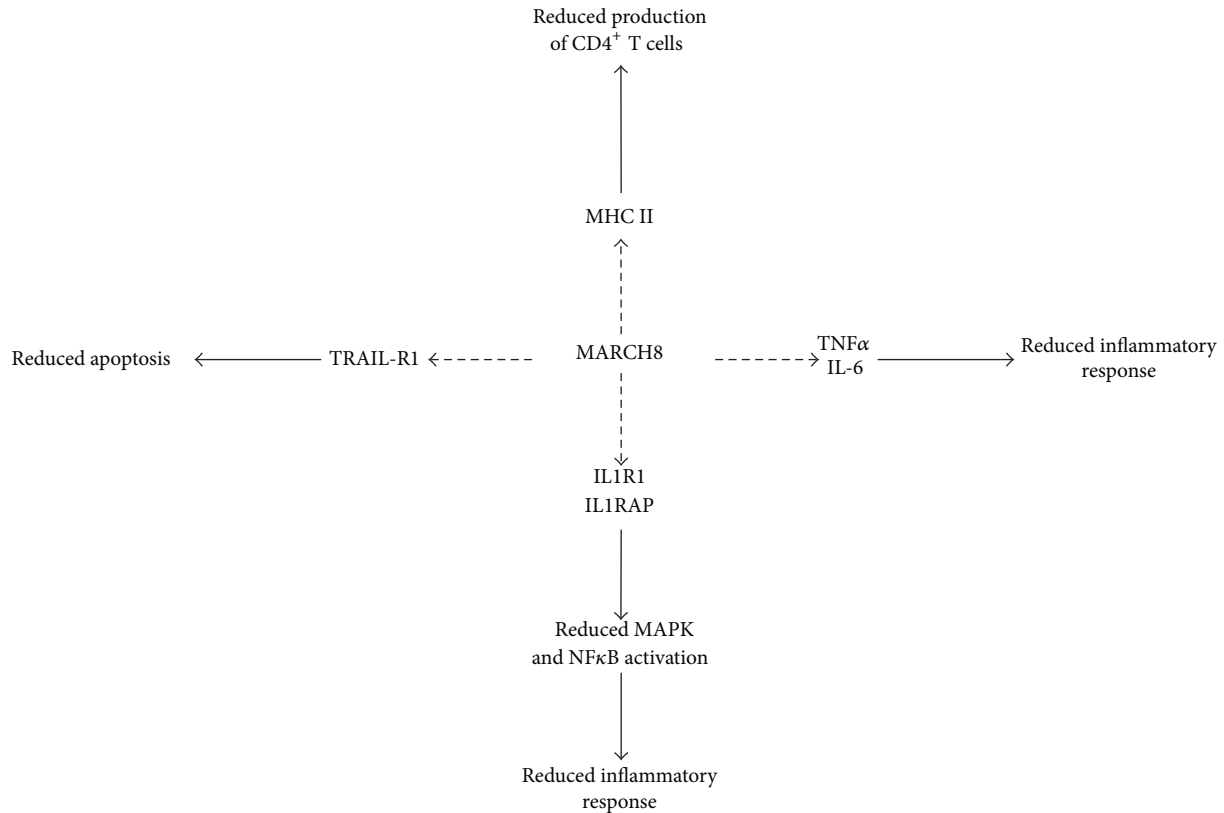 Reduced production
of CD4⁺ T cells
MHC II
Reduced apoptosis
TRAIL-R1
MARCH8
TNFα
IL-6
Reduced inflammatory
response
IL1R1
IL1RAP
Reduced MAPK
and NFκB activation
Reduced inflammatory
response